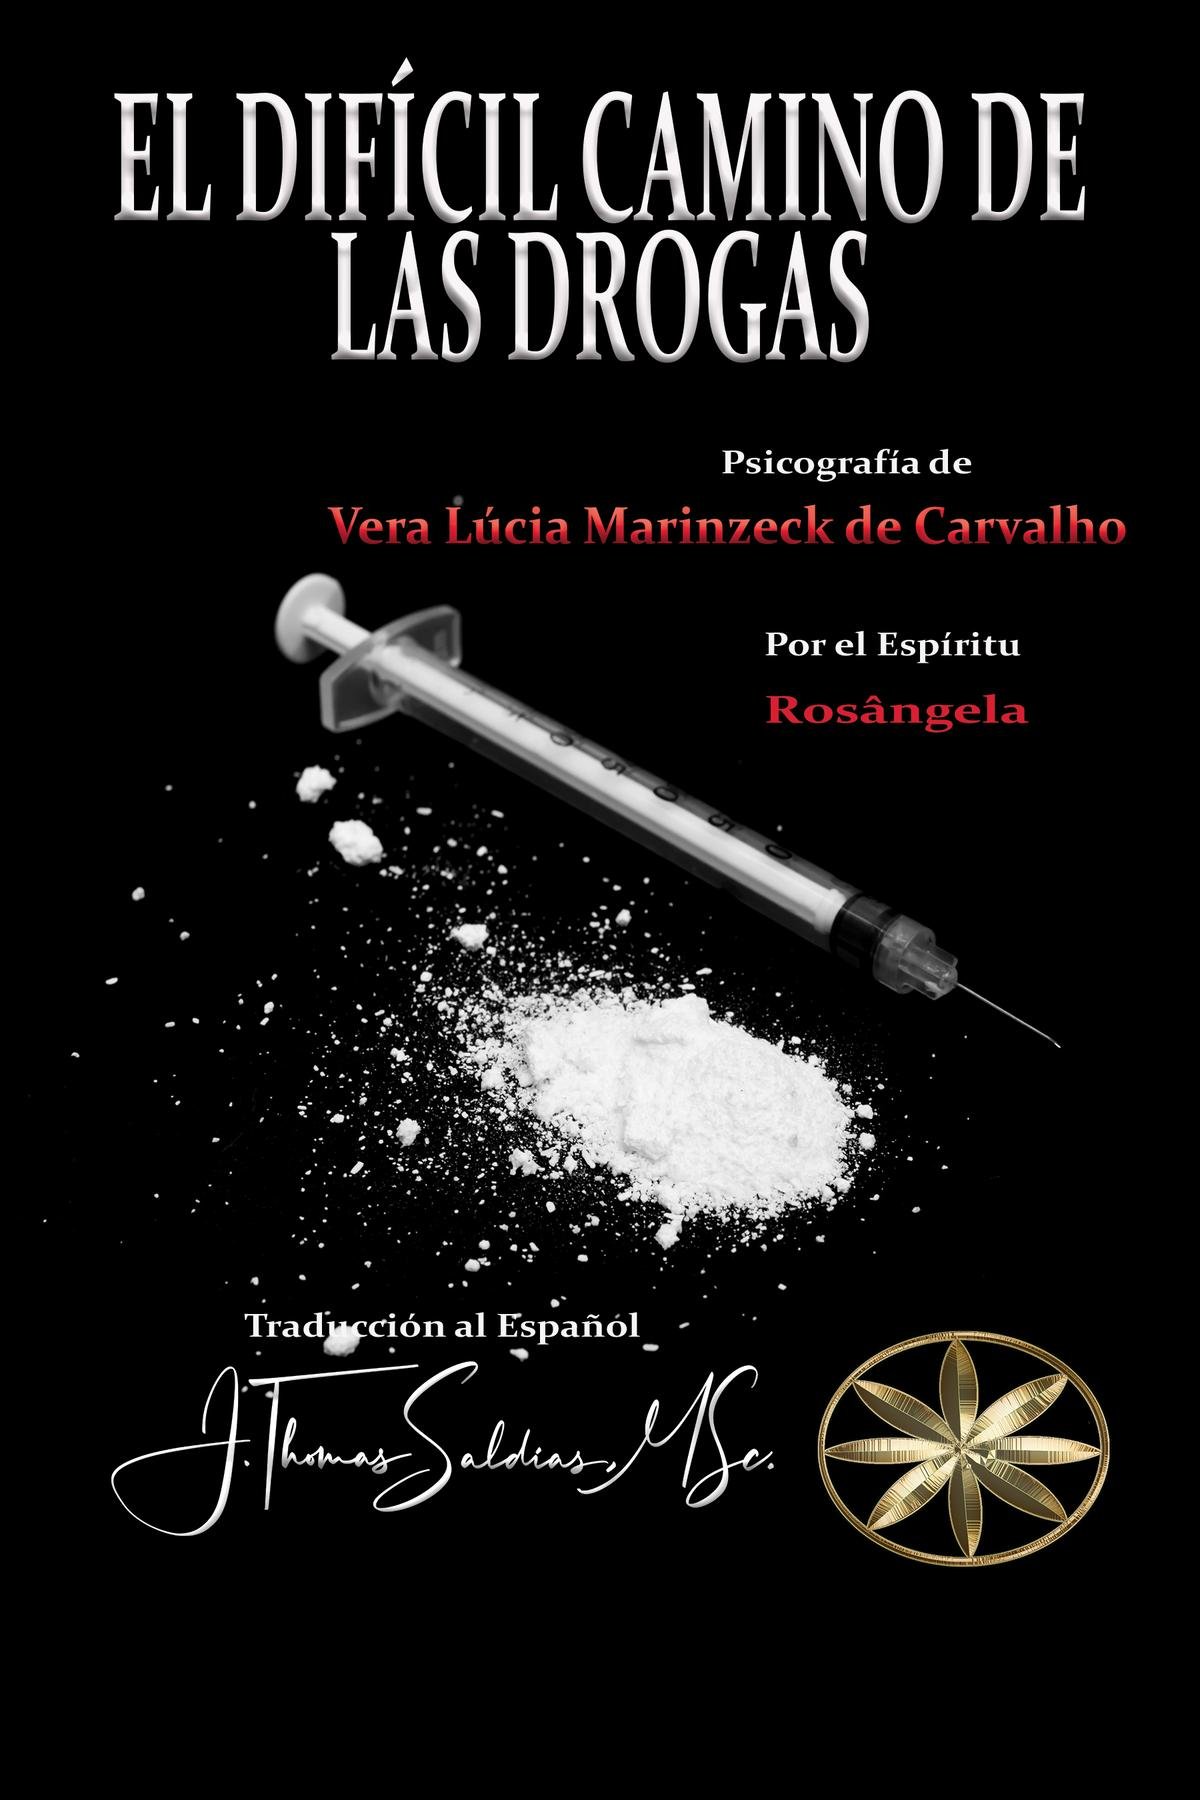 EL DIFÍCIL CAMINO DE
LAS DROGAS
Psicografía de
Vera Lúcia Marinzeck de Carvalho
Por el Espíritu
Rosângela
Traducción al Español
J.Thomas Saldias, MSc.